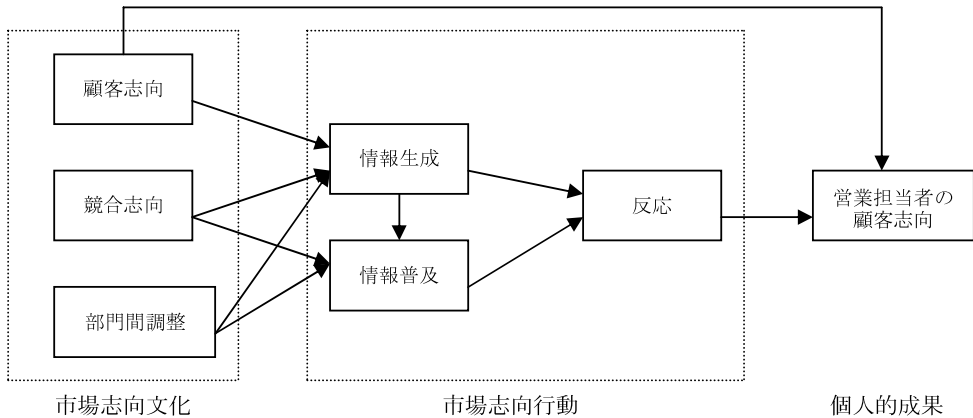 顧客志向
競合志向
部門間調整
市場志向文化
情報生成
情報普及
反応
市場志向行動
営業担当者の
顧客志向
個人的成果